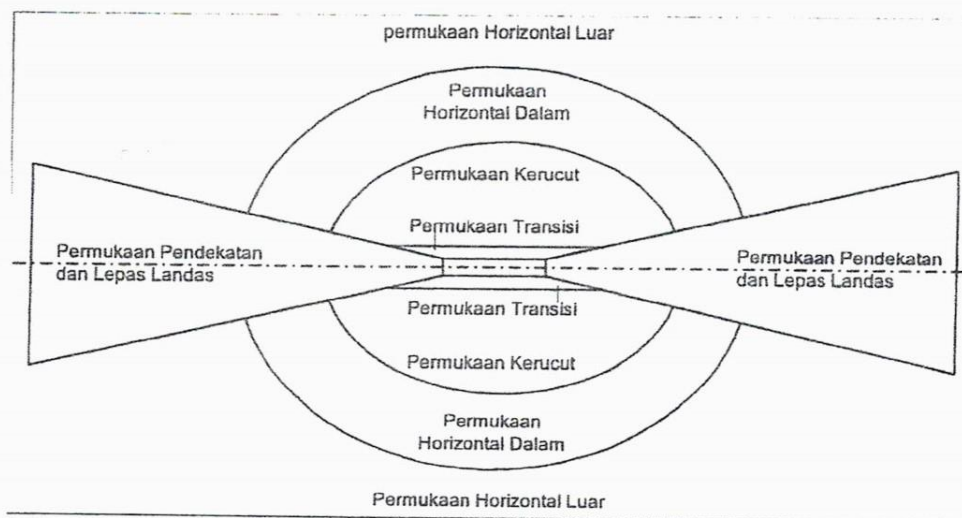 permukaan Horizontal Luar
Permukaan
Horizontal Dalam
Permukaan Kerucut
Permukaan Transisi
Permukaan Pendekatan
dan Lepas Landas
Permukaan Pendekatan
dan Lepas Landas
Permukaan Transisi
Permukaan Kerucut
Permukaan
Horizontal Dalam
Permukaan Horizontal Luar